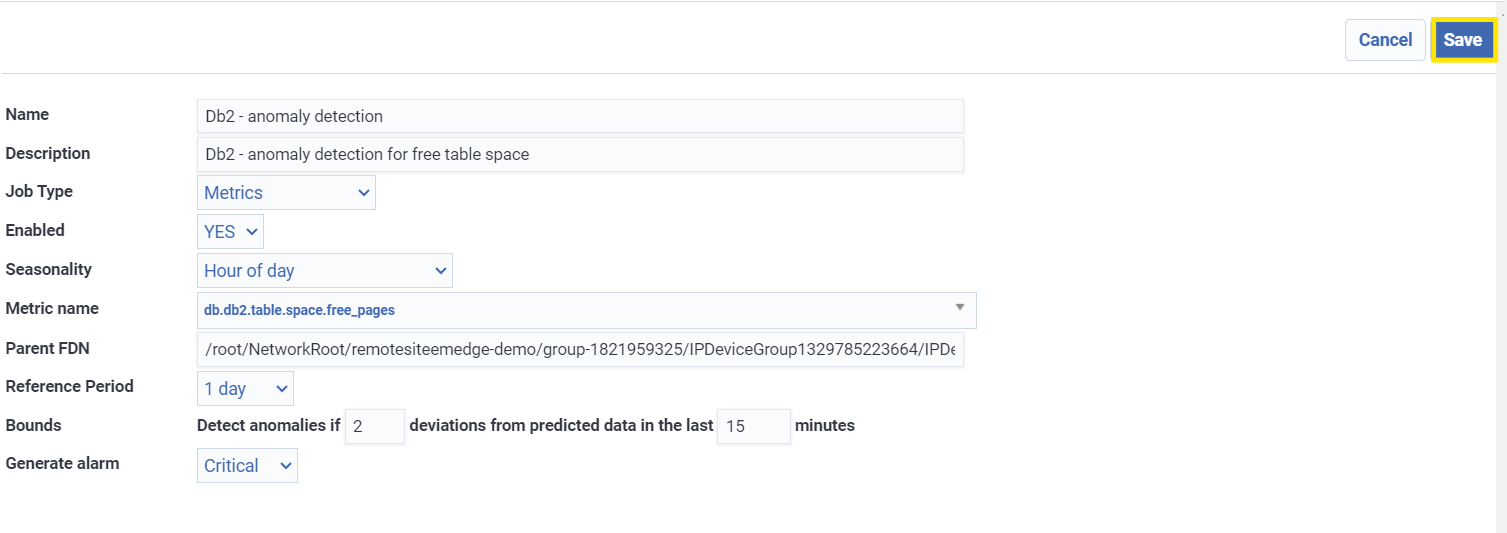 Cancel Save
Name Db2 - anomaly detection
Description Db2 - anomaly detection for free table space
Job Type Metrics
Enabled YES
Seasonality Hour of day
Metric name db.db2.table.space.free_pages
Parent FDN /root/NetworkRoot/remotesiteemedge-demo/group-1821959325/IPDeviceGroup1329785223664/IPDe
Reference Period 1 day
Bounds Detect anomalies if 2 deviations from predicted data in the last 15 minutes
Generate alarm Critical